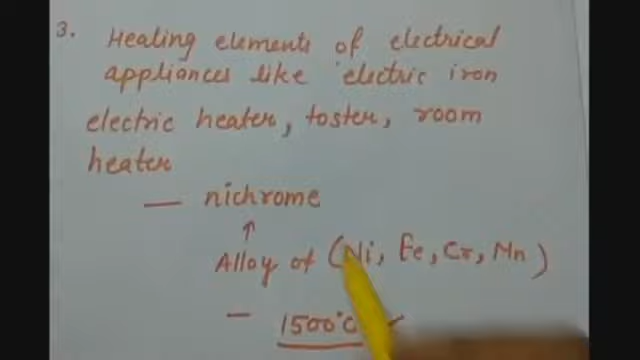 3. Heating elements of electrical
appliances like electric iron
electric heater, toster, room
heater
— nichrome
↑
Alloy of (Ni, Fe, Cr, Mn)
— 1500°C